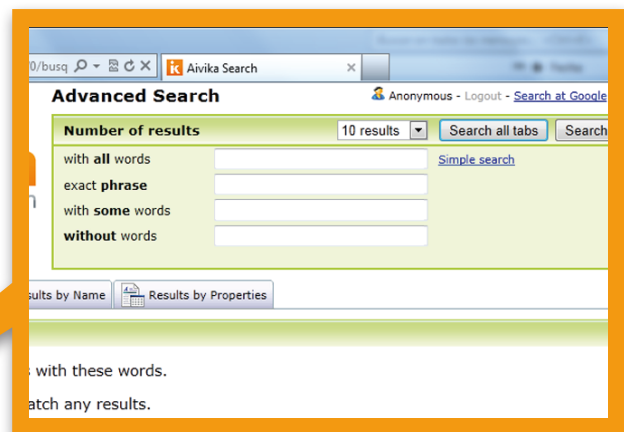 0/busq
Aivika Search
Advanced Search
Anonymous - Logout - Search at Google
Number of results
10 results
Search all tabs
Search
with all words
Simple search
exact phrase
with some words
without words
sults by Name
Results by Properties
with these words.
atch any results.